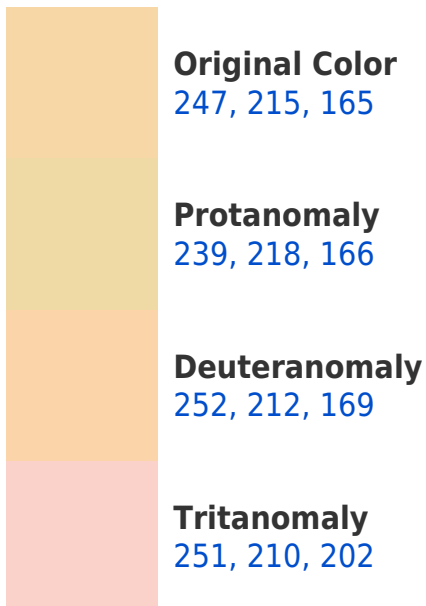 Original Color
247, 215, 165
Protanomaly
239, 218, 166
Deuteranomaly
252, 212, 169
Tritanomaly
251, 210, 202